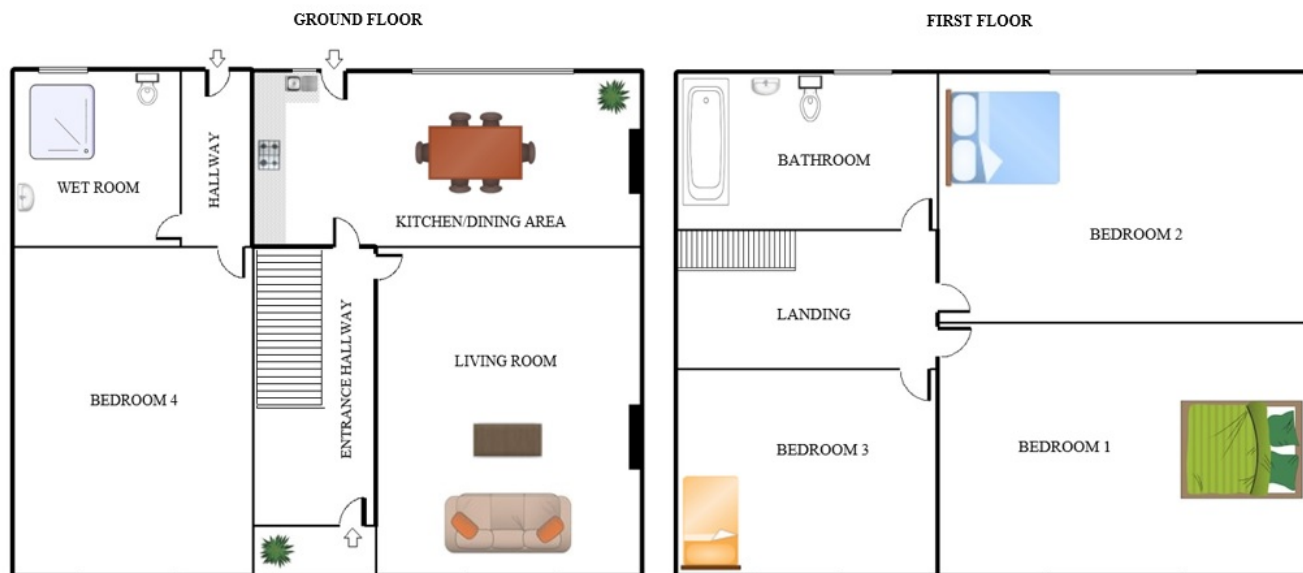 GROUND FLOOR
FIRST FLOOR
WET ROOM
HALLWAY
KITCHEN/DINING AREA
BEDROOM 4
ENTRANCE HALLWAY
LIVING ROOM
BATHROOM
BEDROOM 2
LANDING
BEDROOM 3
BEDROOM 1